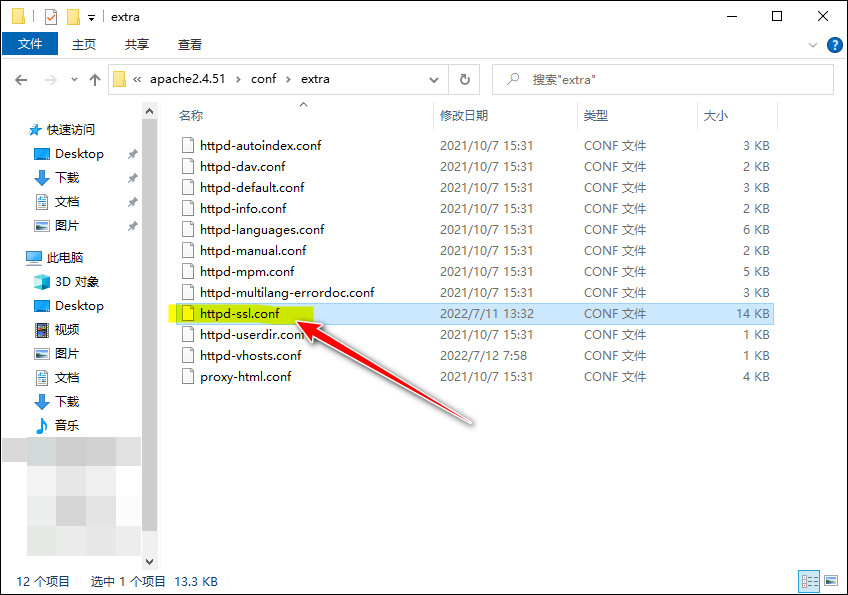 extra
文件 主页 共享 查看
« apache2.4.51 › conf › extra 搜索"extra"
名称 修改日期 类型 大小
快速访问
Desktop
下载
文档
图片
此电脑
3D 对象
Desktop
视频
图片
文档
下载
音乐
httpd-autoindex.conf 2021/10/7 15:31 CONF 文件 3 KB
httpd-dav.conf 2021/10/7 15:31 CONF 文件 2 KB
httpd-default.conf 2021/10/7 15:31 CONF 文件 3 KB
httpd-info.conf 2021/10/7 15:31 CONF 文件 2 KB
httpd-languages.conf 2021/10/7 15:31 CONF 文件 6 KB
httpd-manual.conf 2021/10/7 15:31 CONF 文件 2 KB
httpd-mpm.conf 2021/10/7 15:31 CONF 文件 5 KB
httpd-multilang-errordoc.conf 2021/10/7 15:31 CONF 文件 3 KB
httpd-ssl.conf 2022/7/11 13:32 CONF 文件 14 KB
httpd-userdir.conf 2021/10/7 15:31 CONF 文件 1 KB
httpd-vhosts.conf 2022/7/12 7:58 CONF 文件 1 KB
proxy-html.conf 2021/10/7 15:31 CONF 文件 4 KB
12 个项目 选中 1 个项目 13.3 KB